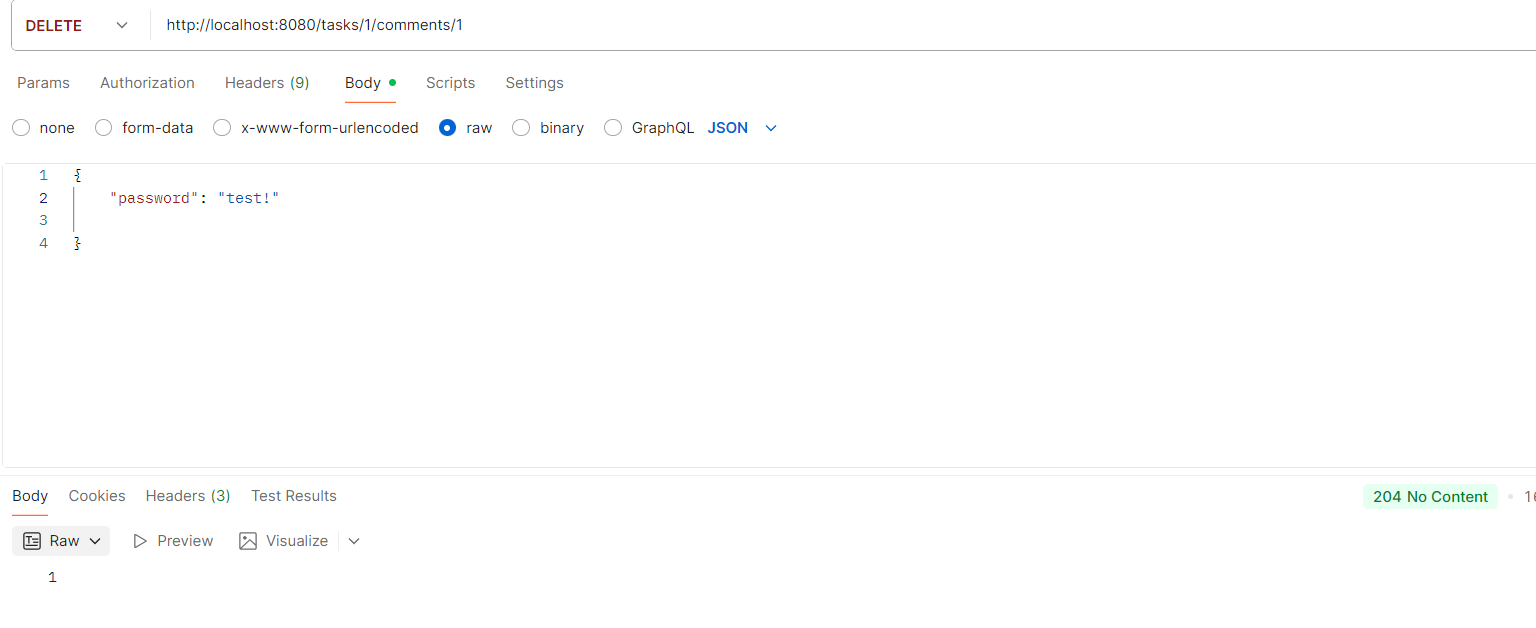 DELETE http://localhost:8080/tasks/1/comments/1
Params Authorization Headers (9) Body Scripts Settings
none form-data x-www-form-urlencoded raw binary GraphQL JSON
1 {
2 "password": "test!"
3
4 }
Body Cookies Headers (3) Test Results 204 No Content
Raw Preview Visualize
1